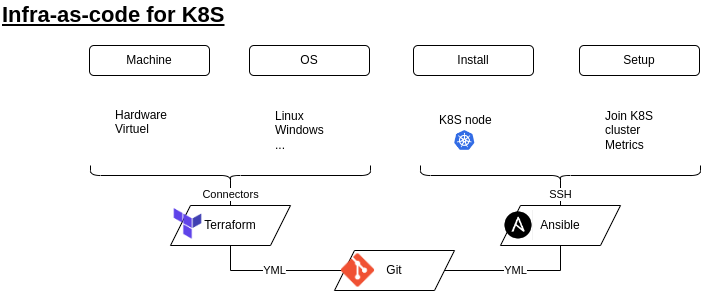 Infra-as-code for K8S
Machine
OS
Install
Setup
Hardware
Virtuel
Linux
Windows
...
K8S node
Join K8S
cluster
Metrics
Connectors
SSH
Terraform
Ansible
YML
Git
YML